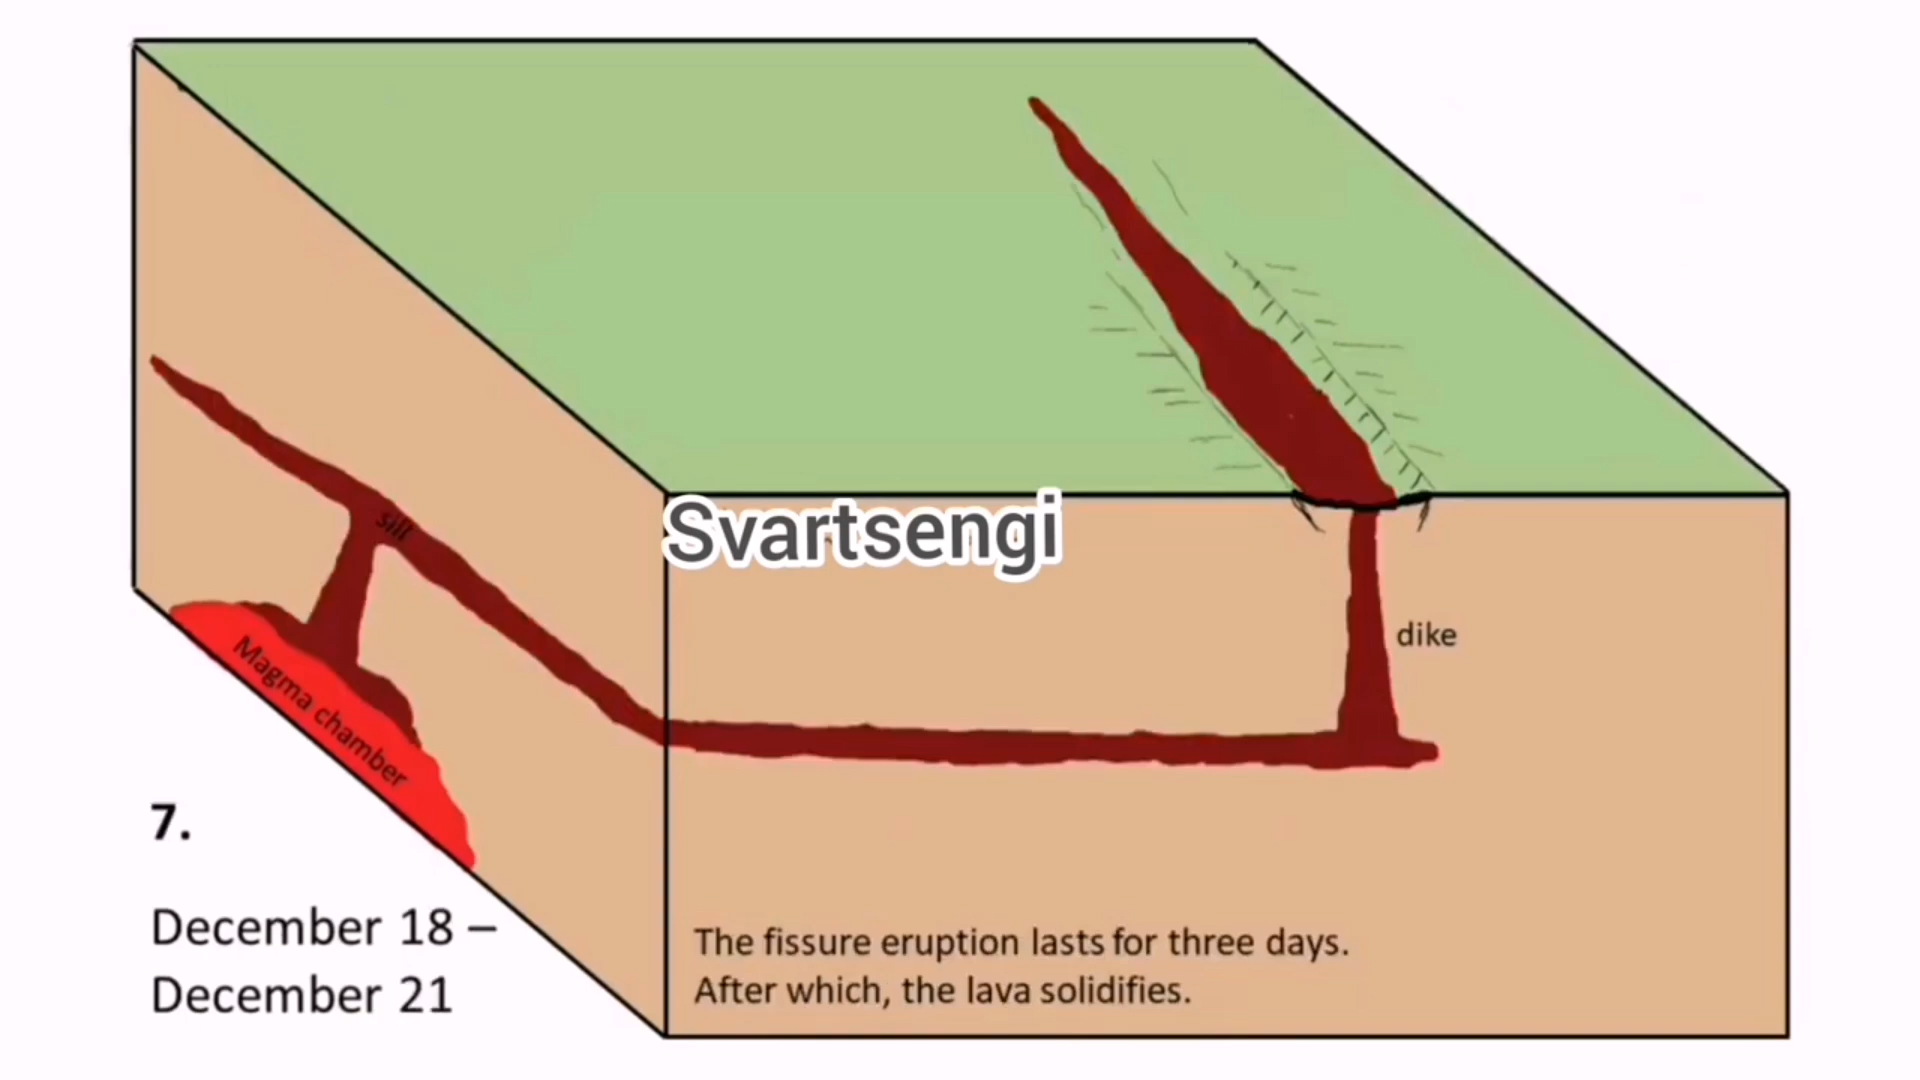 Svartsengi
silt
dike
Magma chamber
7.
December 18 –
December 21
The fissure eruption lasts for three days.
After which, the lava solidifies.